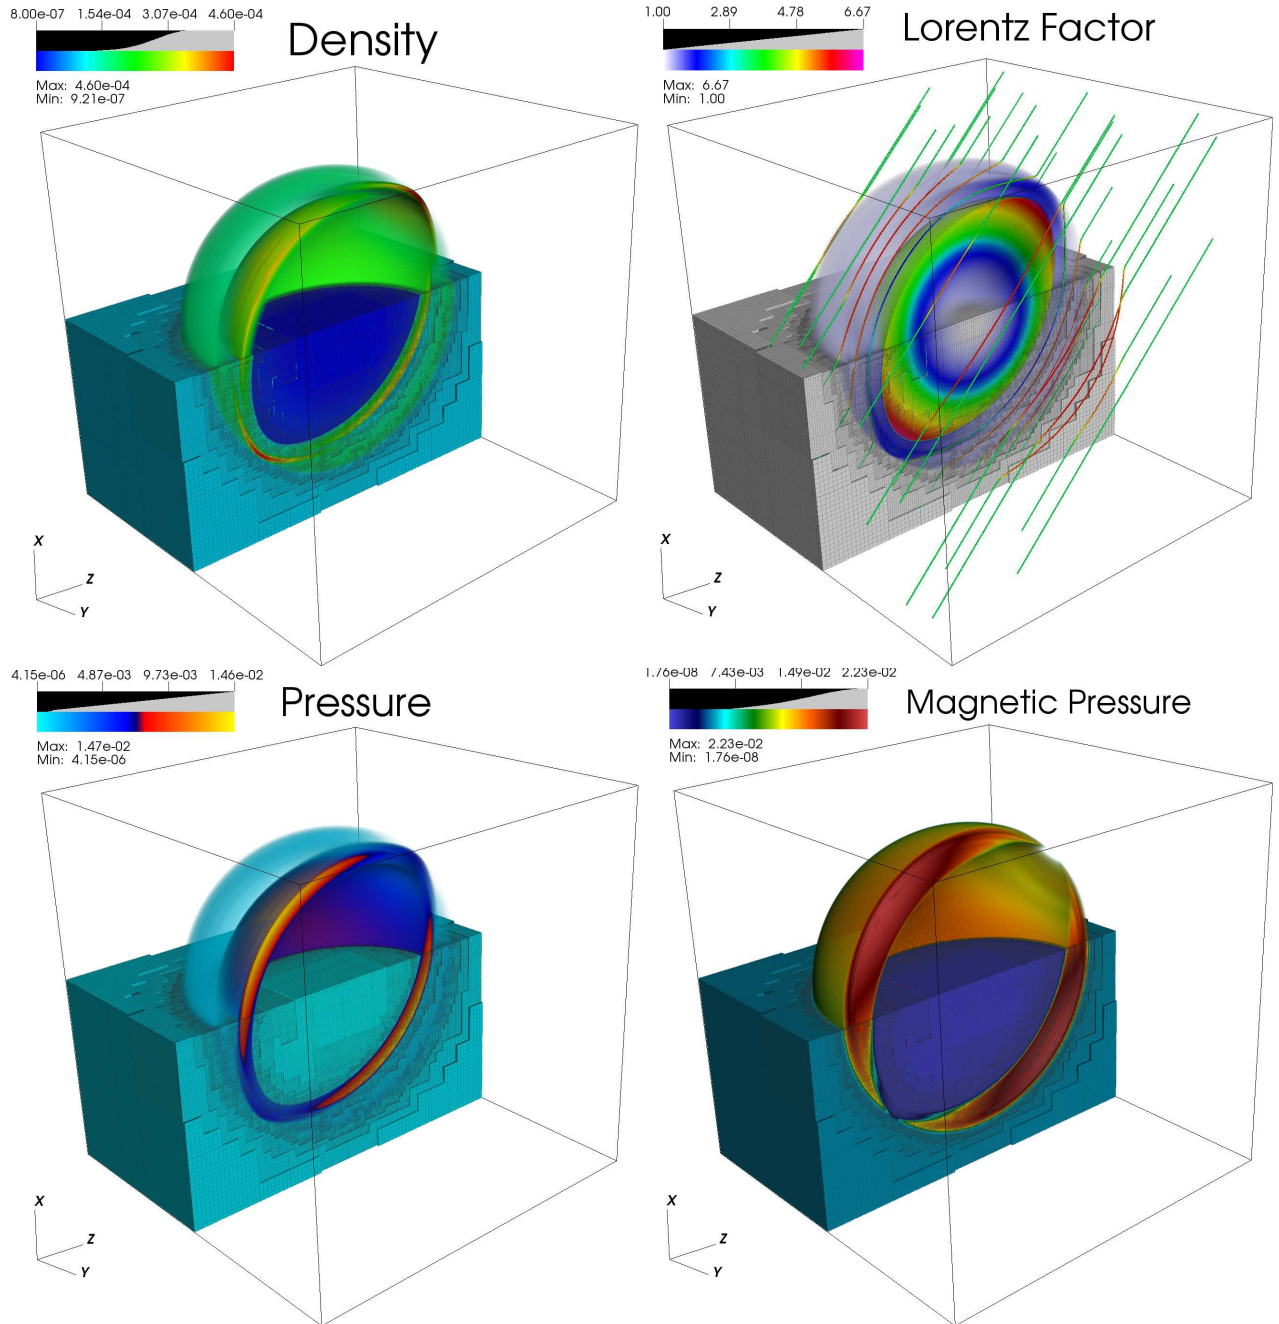 8.00e-07 1.54e-04 3.07e-04 4.60e-04
Density
Max: 4.60e-04
Min: 9.21e-07
X
Z
Y
1.00 2.89 4.78 6.67
Lorentz Factor
Max: 6.67
Min: 1.00
X
Z
Y
4.15e-06 4.87e-03 9.73e-03 1.46e-02
Pressure
Max: 1.47e-02
Min: 4.15e-06
X
Z
Y
1.76e-08 7.43e-03 1.49e-02 2.23e-02
Magnetic Pressure
Max: 2.23e-02
Min: 1.76e-08
X
Z
Y